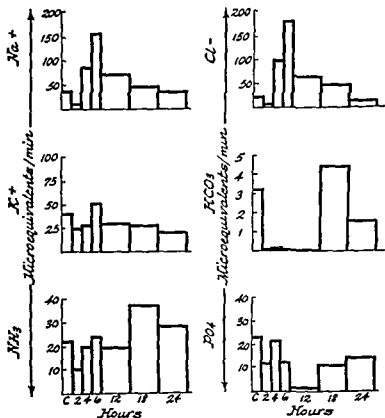 Na+
200
150
100
50
Cl-
200
150
100
50
K+
Microequivalents/min
100
75
50
25
HCO3
Microequivalents/min
5
4
3
2
1
NH3
40
30
20
10
C 2 4 6 12 18 24
Hours
PO4
40
30
20
10
C 2 4 6 12 18 24
Hours